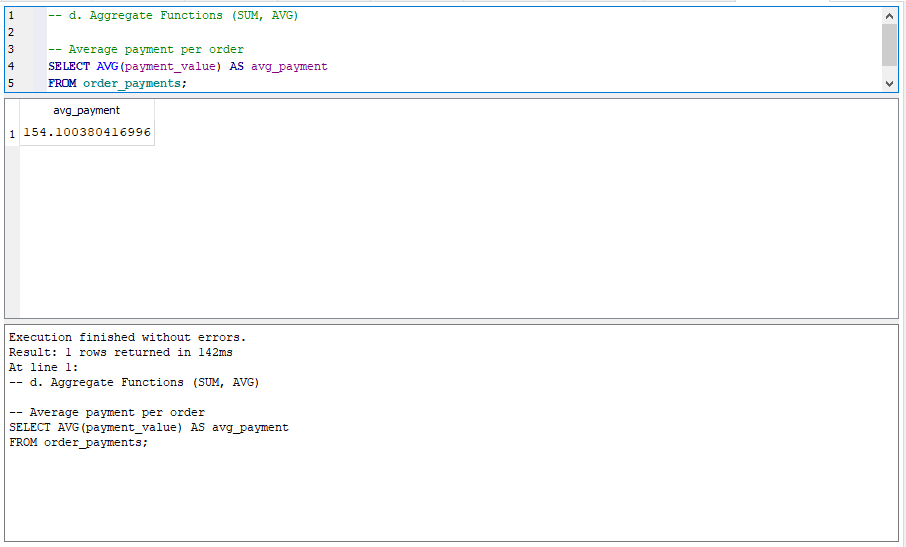 1 -- d. Aggregate Functions (SUM, AVG)
2
3 -- Average payment per order
4 SELECT AVG(payment_value) AS avg_payment
5 FROM order_payments;
avg_payment
1 154.100380416996
Execution finished without errors.
Result: 1 rows returned in 142ms
At line 1:
-- d. Aggregate Functions (SUM, AVG)
-- Average payment per order
SELECT AVG(payment_value) AS avg_payment
FROM order_payments;